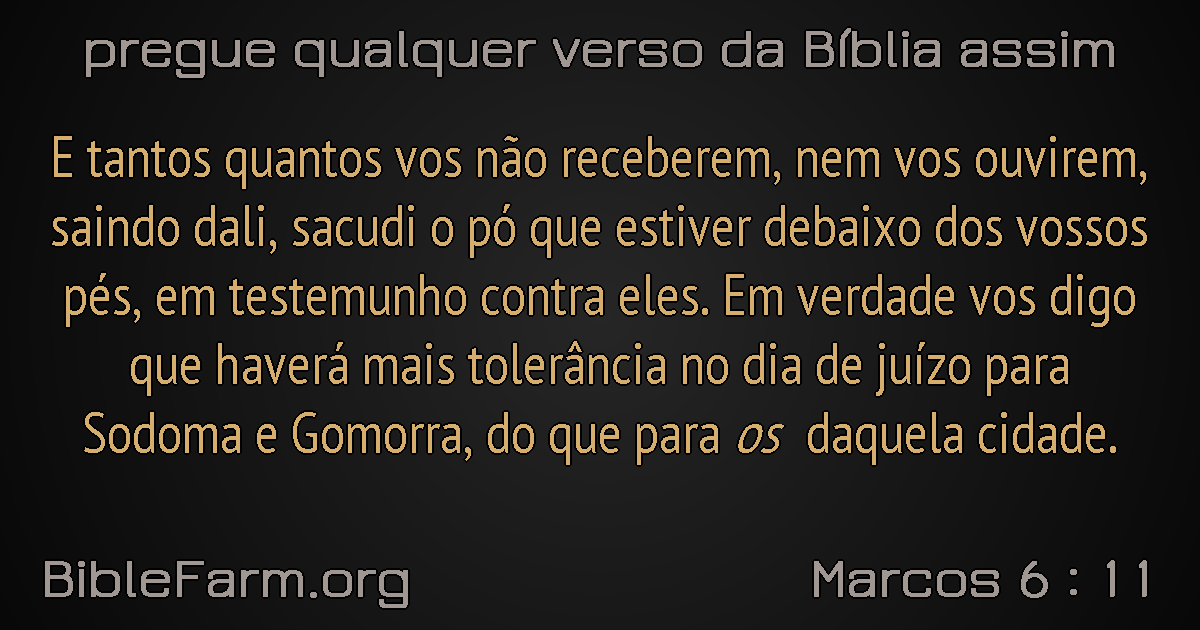 pregue qualquer verso da Bíblia assim
E tantos quantos vos não receberem, nem vos ouvirem,
saindo dali, sacudi o pó que estiver debaixo dos vossos
pés, em testemunho contra eles. Em verdade vos digo
que haverá mais tolerância no dia de juízo para
Sodoma e Gomorra, do que para os daquela cidade.
BibleFarm.org
Marcos 6 : 11